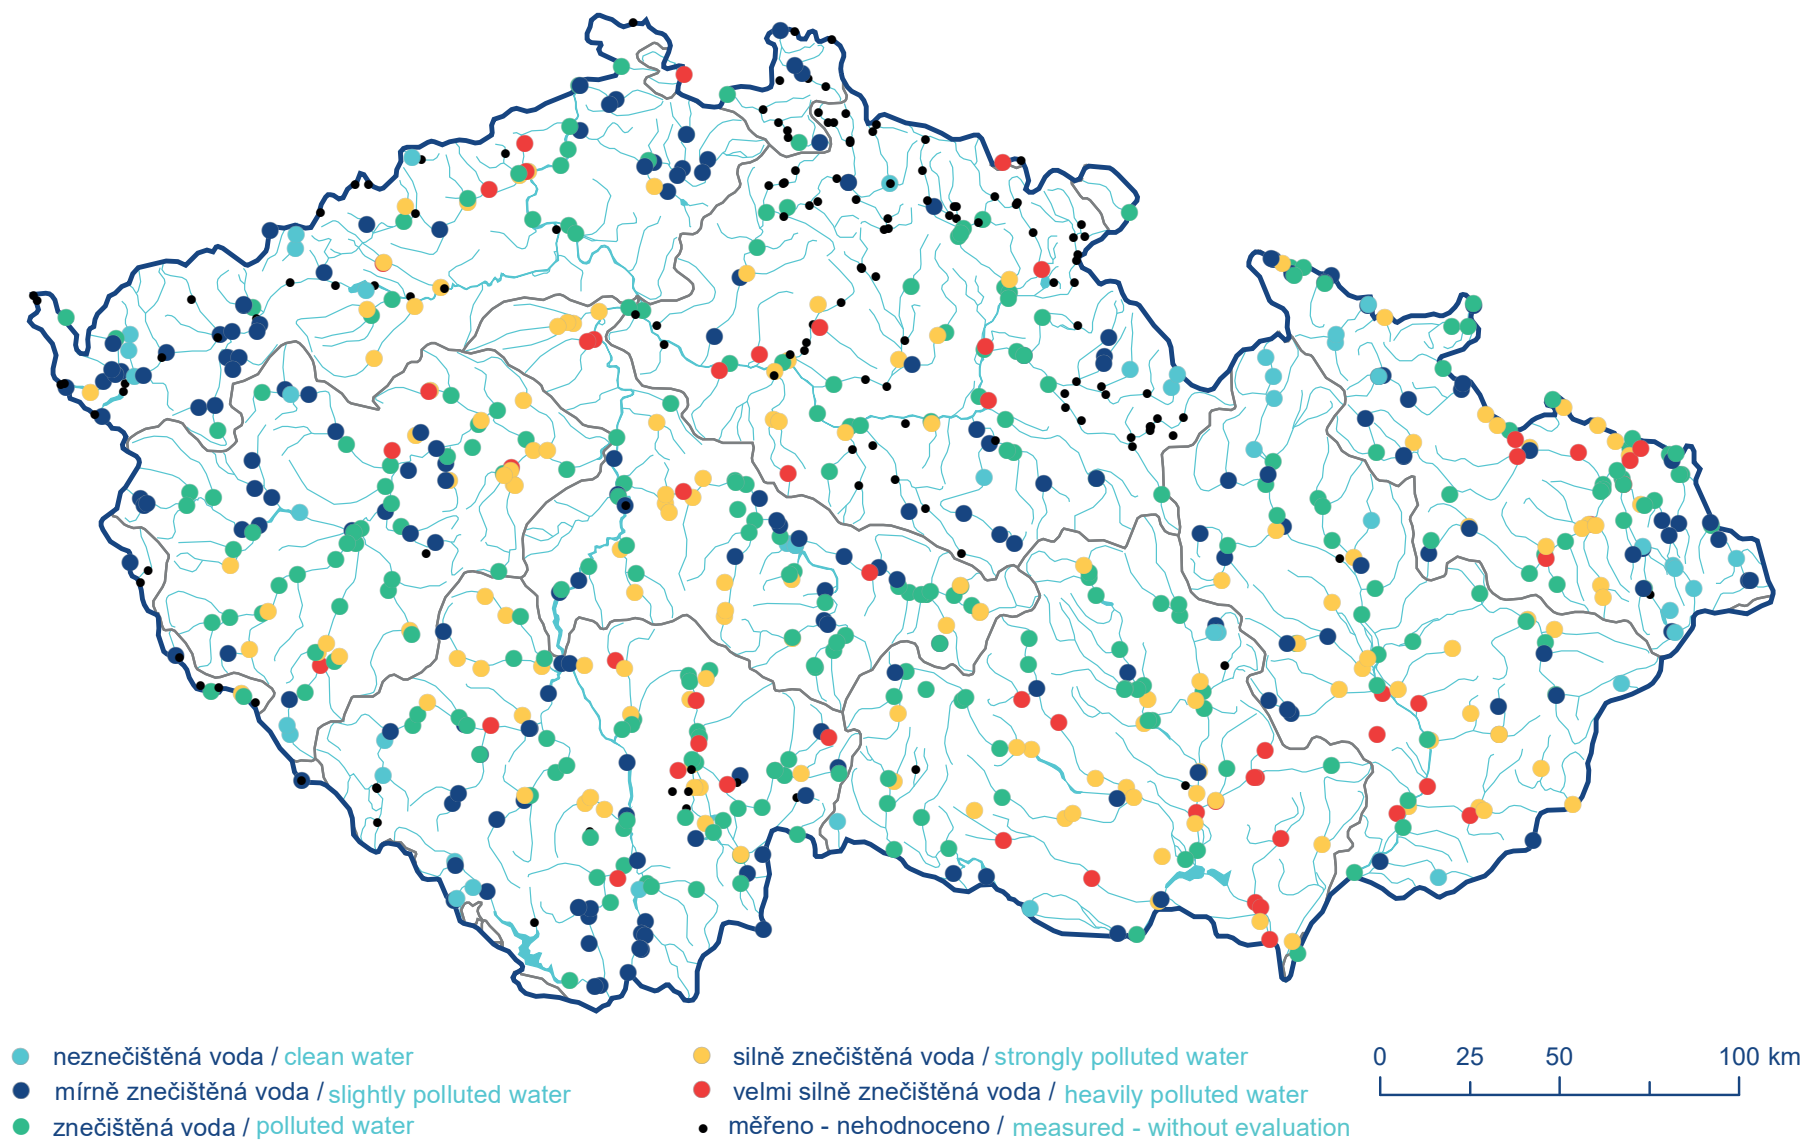 neznečištěná voda / clean water
mírně znečištěná voda / slightly polluted water
znečištěná voda / polluted water
silně znečištěná voda / strongly polluted water
velmi silně znečištěná voda / heavily polluted water
měřeno - nehodnoceno / measured - without evaluation
0 25 50 100 km